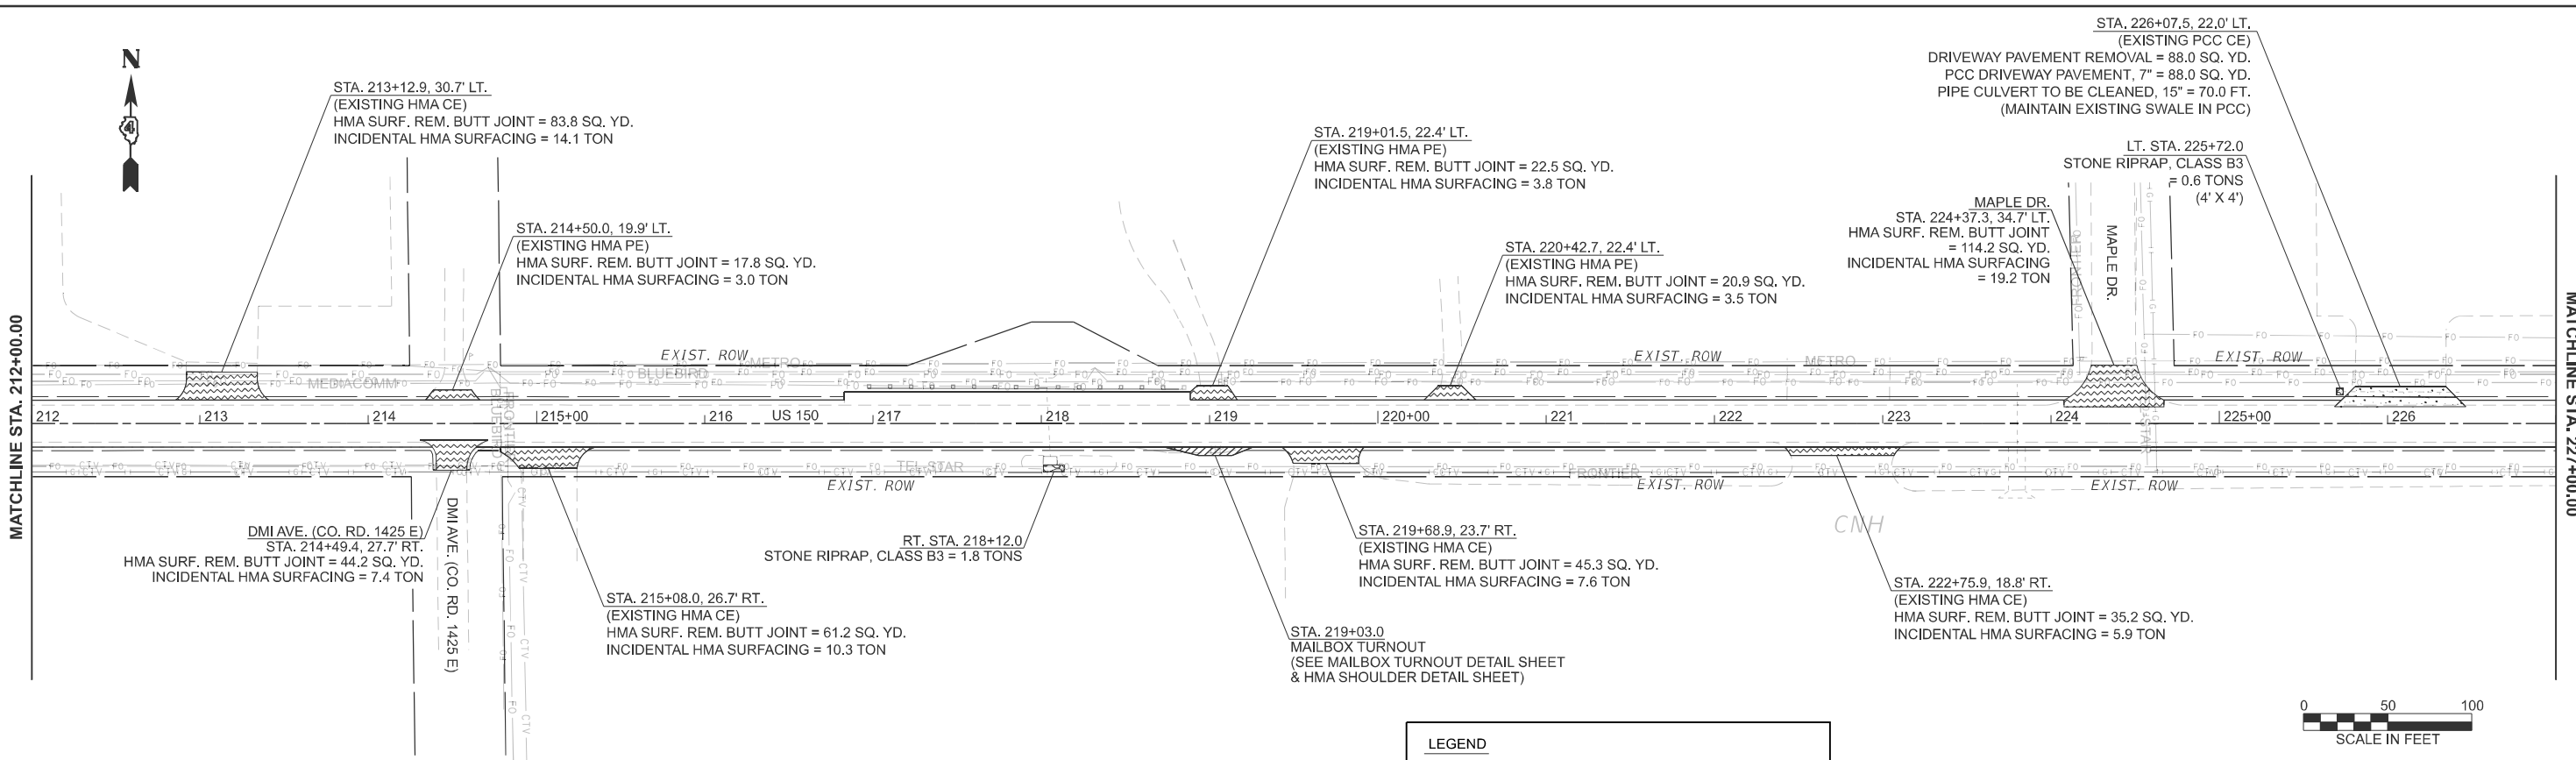 N
4
STA. 213+12.9, 30.7' LT.
(EXISTING HMA CE)
HMA SURF. REM. BUTT JOINT = 83.8 SQ. YD.
INCIDENTAL HMA SURFACING = 14.1 TON
STA. 214+50.0, 19.9' LT.
(EXISTING HMA PE)
HMA SURF. REM. BUTT JOINT = 17.8 SQ. YD.
INCIDENTAL HMA SURFACING = 3.0 TON
STA. 219+01.5, 22.4' LT.
(EXISTING HMA PE)
HMA SURF. REM. BUTT JOINT = 22.5 SQ. YD.
INCIDENTAL HMA SURFACING = 3.8 TON
STA. 220+42.7, 22.4' LT.
(EXISTING HMA PE)
HMA SURF. REM. BUTT JOINT = 20.9 SQ. YD.
INCIDENTAL HMA SURFACING = 3.5 TON
STA. 226+07.5, 22.0' LT.
(EXISTING PCC CE)
DRIVEWAY PAVEMENT REMOVAL = 88.0 SQ. YD.
PCC DRIVEWAY PAVEMENT, 7" = 88.0 SQ. YD.
PIPE CULVERT TO BE CLEANED, 15" = 70.0 FT.
(MAINTAIN EXISTING SWALE IN PCC)
LT. STA. 225+72.0
STONE RIPRAP, CLASS B3
= 0.6 TONS
(4' X 4')
MAPLE DR.
STA. 224+37.3, 34.7' LT.
HMA SURF. REM. BUTT JOINT
= 114.2 SQ. YD.
INCIDENTAL HMA SURFACING
= 19.2 TON
FRONTIER
MAPLE DR.
MATCHLINE STA. 212+00.00
MATCHLINE STA. 227+00.00
EXIST. ROW
METRO
BLUEBIRD
MEDIACOMM
EXIST. ROW
METRO
EXIST. ROW
212
213
214
215+00
216
US 150
217
218
219
220+00
221
222
223
224
225+00
226
FRONTIER
BLUEBIRD
TEL-STAR
FRONTIER
EXIST. ROW
EXIST. ROW
EXIST. ROW
CNH
DMI AVE. (CO. RD. 1425 E)
STA. 214+49.4, 27.7' RT.
HMA SURF. REM. BUTT JOINT = 44.2 SQ. YD.
INCIDENTAL HMA SURFACING = 7.4 TON
DMI AVE. (CO. RD. 1425 E)
STA. 215+08.0, 26.7' RT.
(EXISTING HMA CE)
HMA SURF. REM. BUTT JOINT = 61.2 SQ. YD.
INCIDENTAL HMA SURFACING = 10.3 TON
RT. STA. 218+12.0
STONE RIPRAP, CLASS B3 = 1.8 TONS
STA. 219+68.9, 23.7' RT.
(EXISTING HMA CE)
HMA SURF. REM. BUTT JOINT = 45.3 SQ. YD.
INCIDENTAL HMA SURFACING = 7.6 TON
STA. 219+03.0
MAILBOX TURNOUT
(SEE MAILBOX TURNOUT DETAIL SHEET
& HMA SHOULDER DETAIL SHEET)
STA. 222+75.9, 18.8' RT.
(EXISTING HMA CE)
HMA SURF. REM. BUTT JOINT = 35.2 SQ. YD.
INCIDENTAL HMA SURFACING = 5.9 TON
LEGEND
0 50 100
SCALE IN FEET